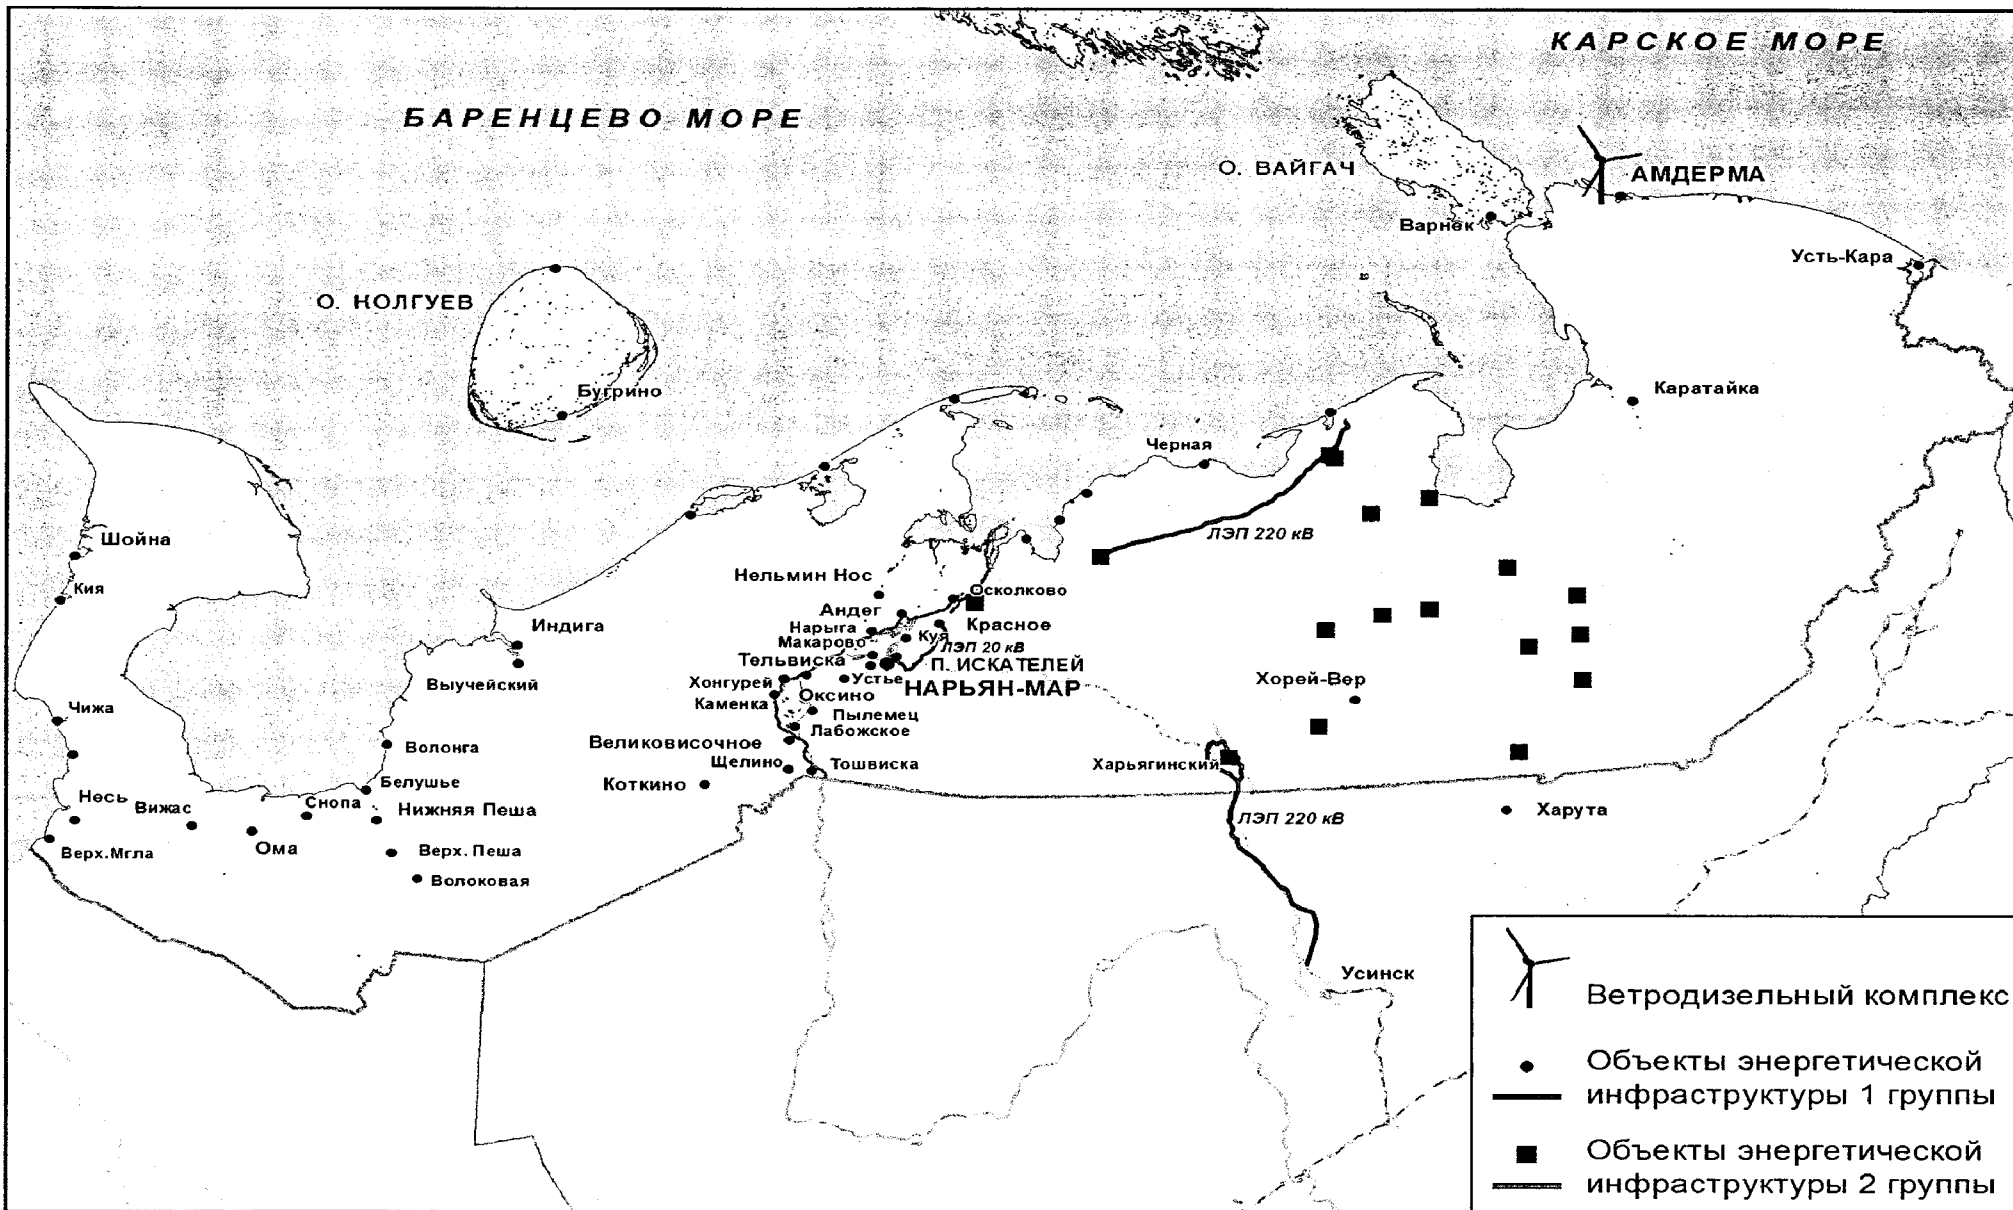 КАРСКОЕ МОРЕ
БАРЕНЦЕВО МОРЕ
О. ВАЙГАЧ
АМДЕРМА
Варнек
Усть-Кара
О. КОЛГУЕВ
Бугрино
Каратайка
Черная
ЛЭП 220 кВ
Шойна
Кия
Нельмин Нос
Осколково
Андег
Индига
Нарыга
Красное
Макарово
Куя
ЛЭП 20 кВ
Тельвиска
П. ИСКАТЕЛЕЙ
Выучейский
Хонгурей
Устье
НАРЬЯН-МАР
Хорей-Вер
Каменка
Оксино
Чижа
Пылемец
Лабожское
Волонга
Великовисочное
Щелино
Тошвиска
Харьягинский
Белушье
Коткино
Несь
Вижас
Снопа
Нижняя Пеша
Харута
ЛЭП 220 кВ
Верх.Мгла
Ома
Верх. Пеша
Волоковая
Усинск
Ветродизельный комплекс
Объекты энергетической
инфраструктуры 1 группы
Объекты энергетической
инфраструктуры 2 группы